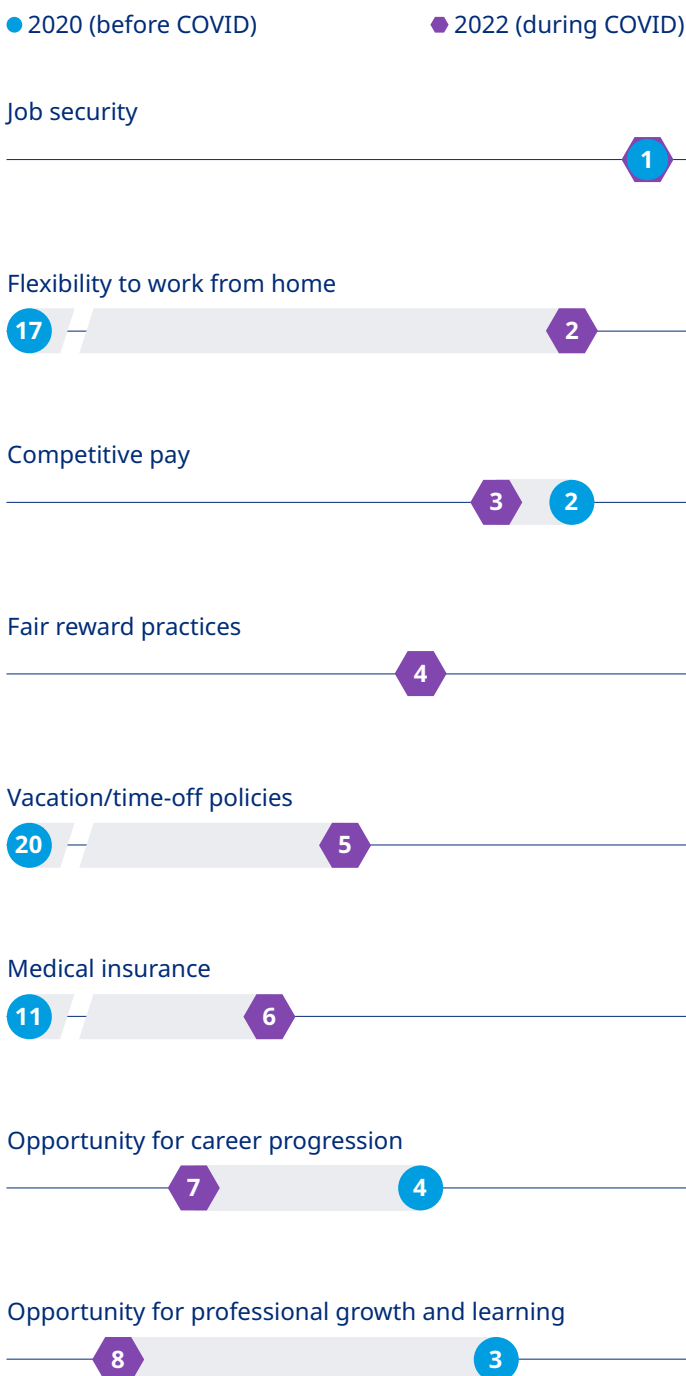 2020 (before COVID) 2022 (during COVID)
Job security
1
Flexibility to work from home
17 2
Competitive pay
3 2
Fair reward practices
4
Vacation/time-off policies
20 5
Medical insurance
11 6
Opportunity for career progression
7 4
Opportunity for professional growth and learning
8 3